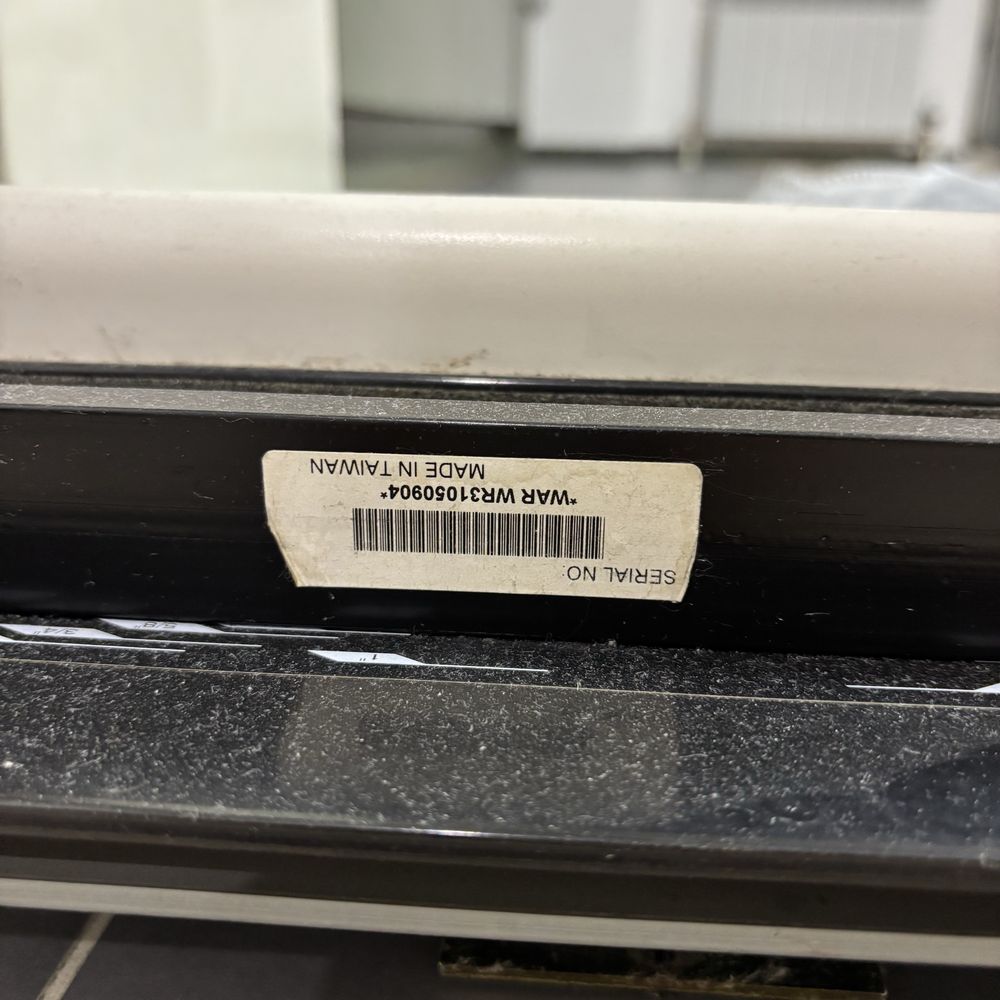 SERIAL NO:
*WAR WR31050904*
MADE IN TAIWAN
5/8"
3/4"
1"